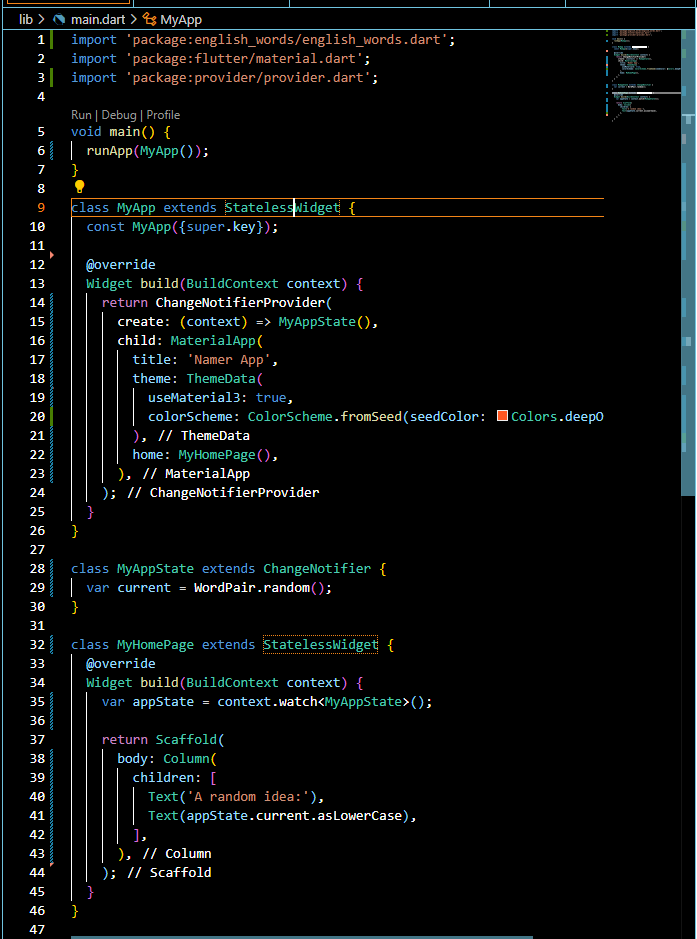 lib > main.dart > MyApp
1 import 'package:english_words/english_words.dart';
2 import 'package:flutter/material.dart';
3 import 'package:provider/provider.dart';
4
Run | Debug | Profile
5 void main() {
6   runApp(MyApp());
7 }
8
9 class MyApp extends StatelessWidget {
10   const MyApp({super.key});
11
12   @override
13   Widget build(BuildContext context) {
14     return ChangeNotifierProvider(
15       create: (context) => MyAppState(),
16       child: MaterialApp(
17         title: 'Namer App',
18         theme: ThemeData(
19           useMaterial3: true,
20           colorScheme: ColorScheme.fromSeed(seedColor: Colors.deepO
21         ), // ThemeData
22         home: MyHomePage(),
23       ), // MaterialApp
24     ); // ChangeNotifierProvider
25   }
26 }
27
28 class MyAppState extends ChangeNotifier {
29   var current = WordPair.random();
30 }
31
32 class MyHomePage extends StatelessWidget {
33   @override
34   Widget build(BuildContext context) {
35     var appState = context.watch<MyAppState>();
36
37     return Scaffold(
38       body: Column(
39         children: [
40           Text('A random idea:'),
41           Text(appState.current.asLowerCase),
42         ],
43       ), // Column
44     ); // Scaffold
45   }
46 }
47